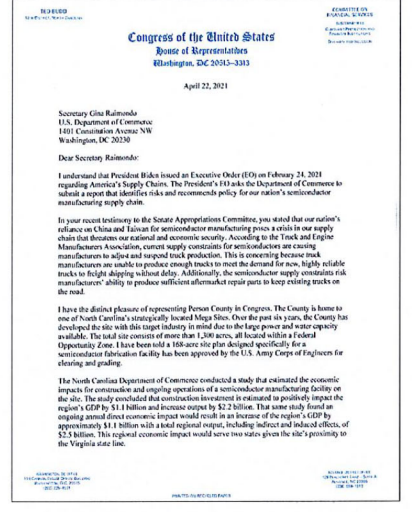 TED BUDD
COMMITTEE ON
FINANCIAL SERVICES
Congress of the United States
House of Representatives
Washington, DC 20515–3313
April 22, 2021
Secretary Gina Raimondo
U.S. Department of Commerce
1401 Constitution Avenue NW
Washington, DC 20230
Dear Secretary Raimondo:
I understand that President Biden issued an Executive Order (EO) on February 24, 2021
regarding America's Supply Chains. The President's EO asks the Department of Commerce to
submit a report that identifies risks and recommends policy for our nation's semiconductor
manufacturing supply chain.
In your recent testimony to the Senate Appropriations Committee, you stated that our nation's
reliance on China and Taiwan for semiconductor manufacturing poses a crisis in our supply
chain that threatens our national and economic security. According to the Truck and Engine
Manufacturers Association, current supply constraints for semiconductors are causing
manufacturers to adjust and suspend truck production. This is concerning because truck
manufacturers are unable to produce enough trucks to meet the demand for new, highly reliable
trucks to freight shipping without delay. Additionally, the semiconductor supply constraints risk
manufacturers' ability to produce sufficient aftermarket repair parts to keep existing trucks on
the road.
I have the distinct pleasure of representing Person County in Congress. The County is home to
one of North Carolina's strategically located Mega Sites. Over the past six years, the County has
developed the site with this target industry in mind due to the large power and water capacity
available. The total site consists of more than 1,300 acres, all located within a Federal
Opportunity Zone. I have been told a 168-acre site plan designed specifically for a
semiconductor fabrication facility has been approved by the U.S. Army Corps of Engineers for
clearing and grading.
The North Carolina Department of Commerce conducted a study that estimated the economic
impacts for construction and ongoing operations of a semiconductor manufacturing facility on
the site. The study concluded that construction investment is estimated to positively impact the
region's GDP by $1.1 billion and increase output by $2.2 billion. That same study found an
ongoing annual direct economic impact would result in an increase of the region's GDP by
approximately $1.1 billion with a total regional output, including indirect and induced effects, of
$2.5 billion. This regional economic impact would serve two states given the site's proximity to
the Virginia state line.
PRINTED ON RECYCLED PAPER